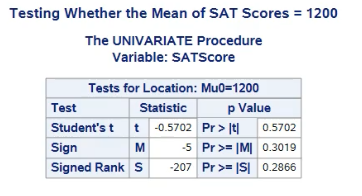 Testing Whether the Mean of SAT Scores = 1200
The UNIVARIATE Procedure
Variable: SATScore
Tests for Location: Mu0=1200
Test Statistic p Value
Student's t t -0.5702 Pr > |t| 0.5702
Sign M -5 Pr >= |M| 0.3019
Signed Rank S -207 Pr >= |S| 0.2866